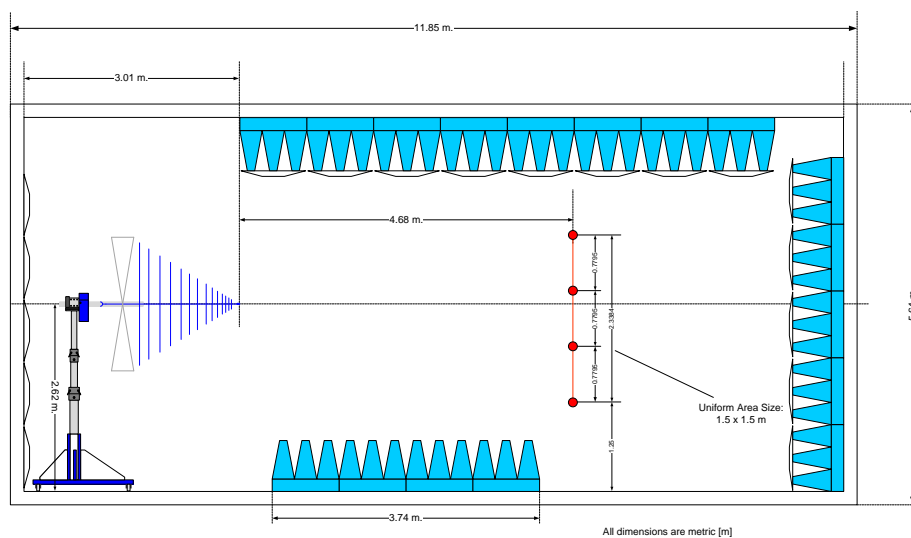 11.85 m.
3.01 m.
4.68 m.
0.7795
0.7795
2.3384
0.7795
2.62 m.
Uniform Area Size:
1.5 x 1.5 m
1.25
3.74 m.
All dimensions are metric [m]